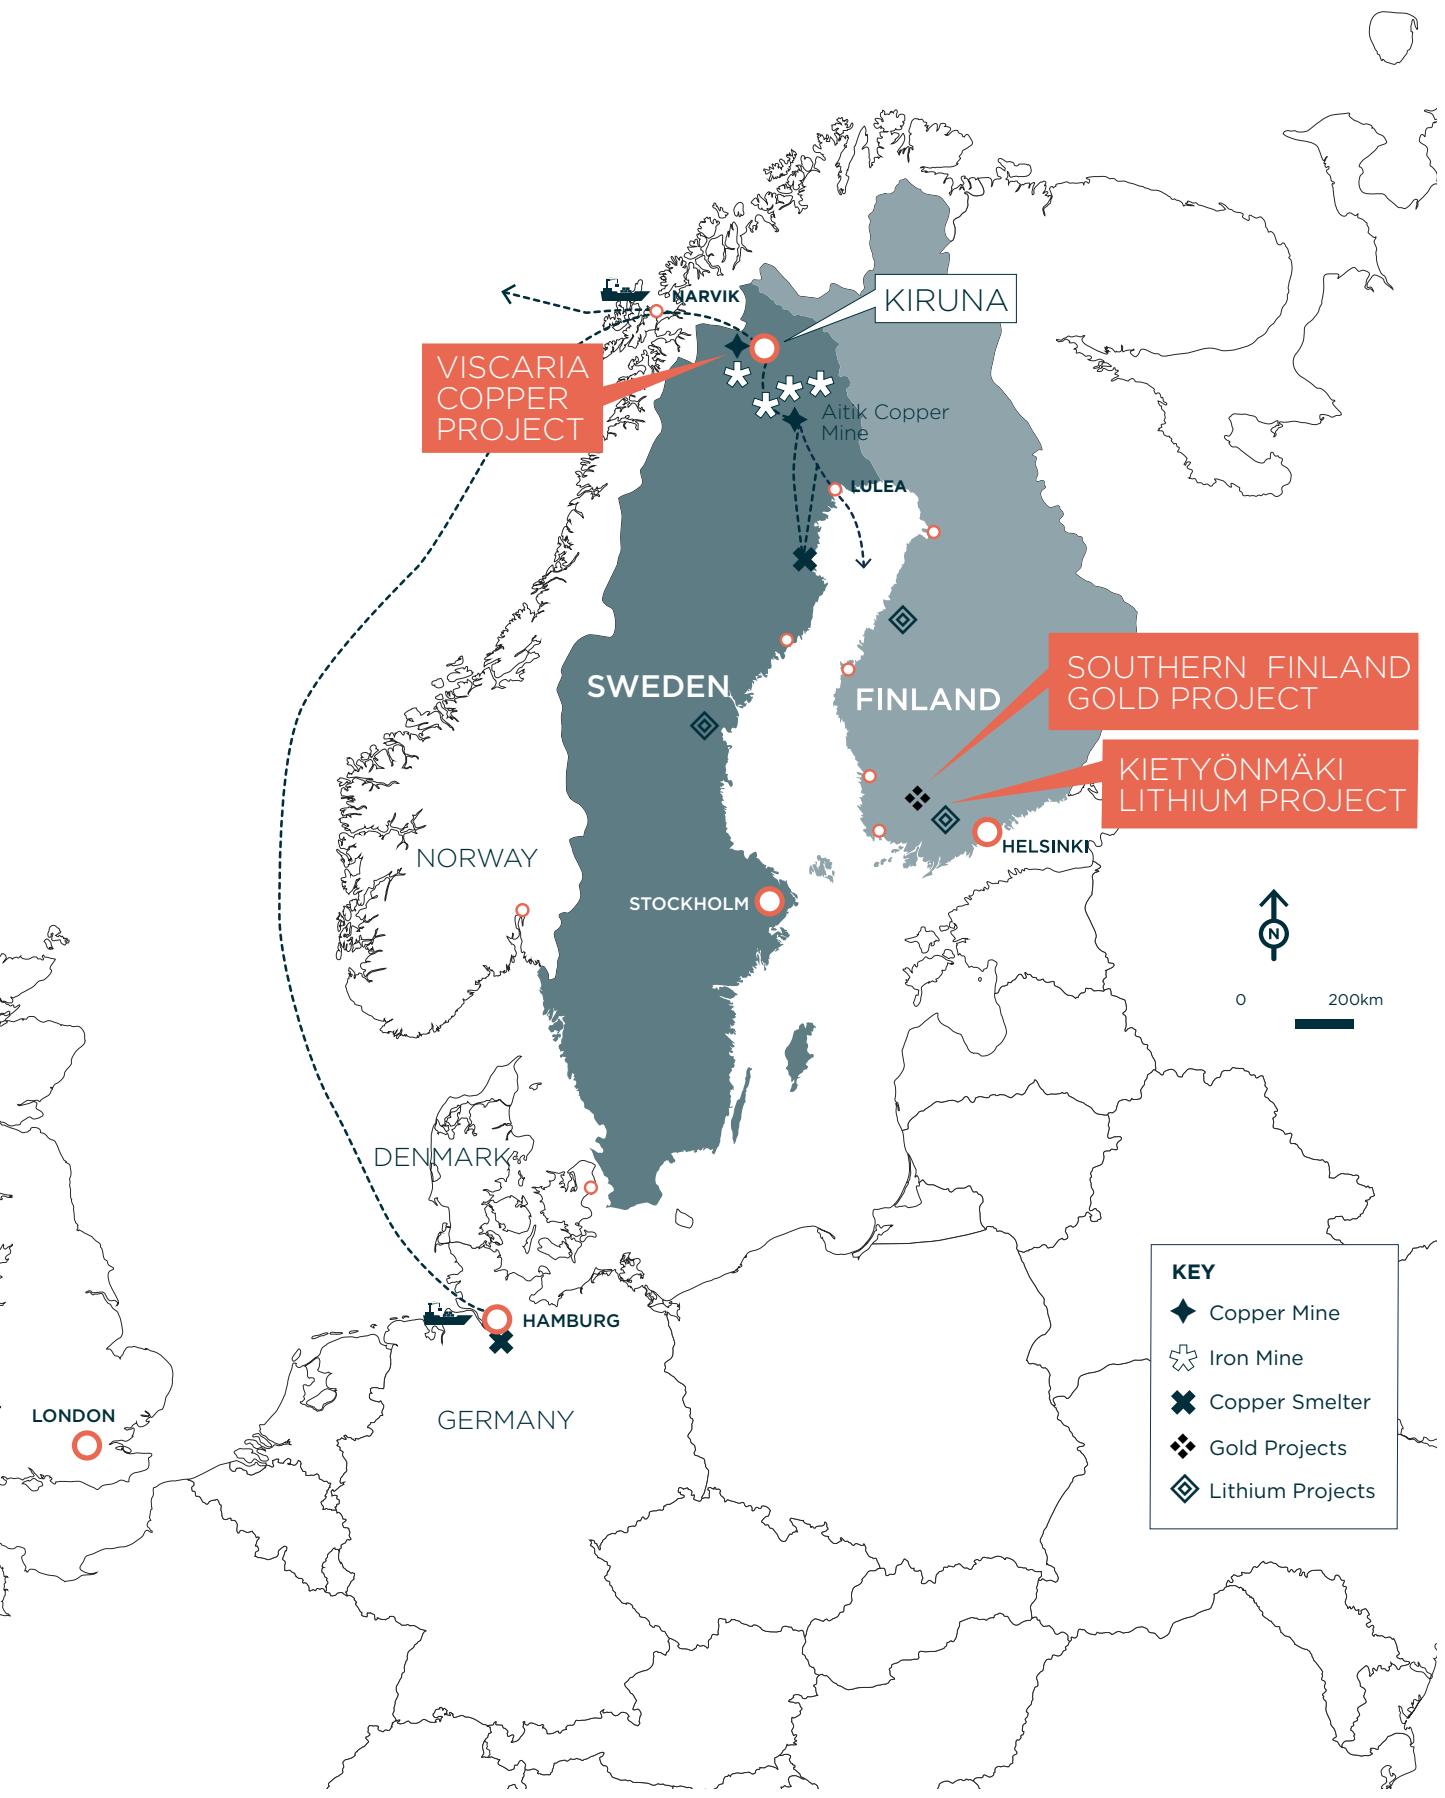 NARVIK
KIRUNA
VISCARIA
COPPER
PROJECT
Aitik Copper
Mine
LULEA
SWEDEN
FINLAND
SOUTHERN FINLAND
GOLD PROJECT
KIETYÖNMÄKI
LITHIUM PROJECT
HELSINKI
NORWAY
STOCKHOLM
N
0 200km
DENMARK
HAMBURG
LONDON
GERMANY
KEY
Copper Mine
Iron Mine
Copper Smelter
Gold Projects
Lithium Projects